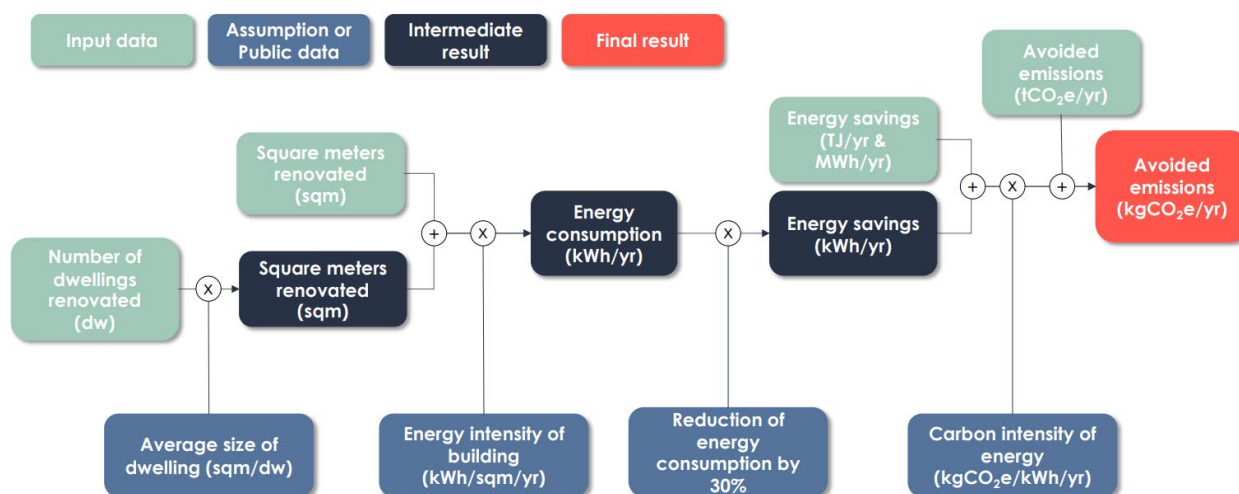 Input data
Assumption or
Public data
Intermediate
result
Final result
Avoided
emissions
(tCO₂e/yr)
Energy savings
(TJ/yr &
MWh/yr)
Square meters
renovated
(sqm)
Avoided
emissions
(kgCO₂e/yr)
+
+
X
+
Number of
dwellings
renovated
(dw)
X
Square meters
renovated
(sqm)
+
X
Energy
consumption
(kWh/yr)
X
Energy savings
(kWh/yr)
Average size of
dwelling (sqm/dw)
Energy intensity of
building
(kWh/sqm/yr)
Reduction of
energy
consumption by
30%
Carbon intensity of
energy
(kgCO₂e/kWh/yr)